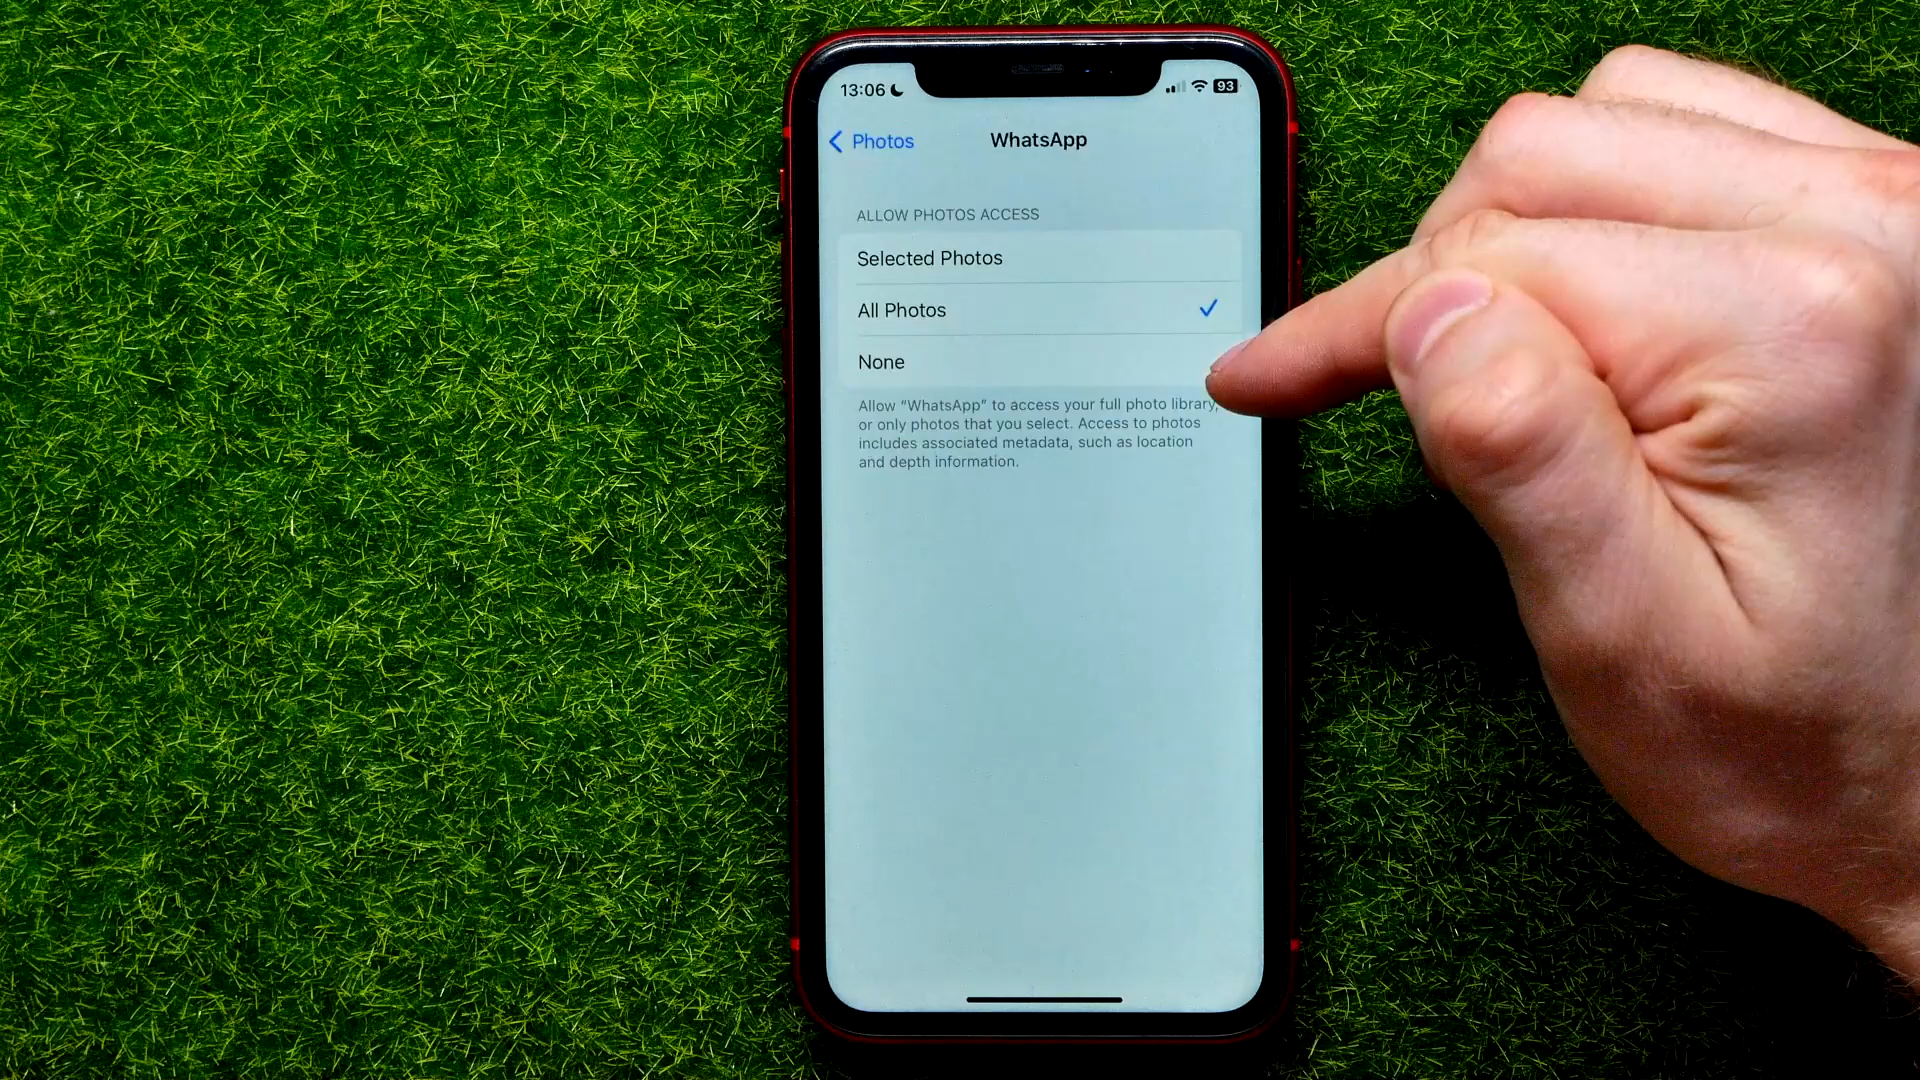 13:06
93
Photos
WhatsApp
ALLOW PHOTOS ACCESS
Selected Photos
All Photos
None
Allow “WhatsApp” to access your full photo library,
or only photos that you select. Access to photos
includes associated metadata, such as location
and depth information.